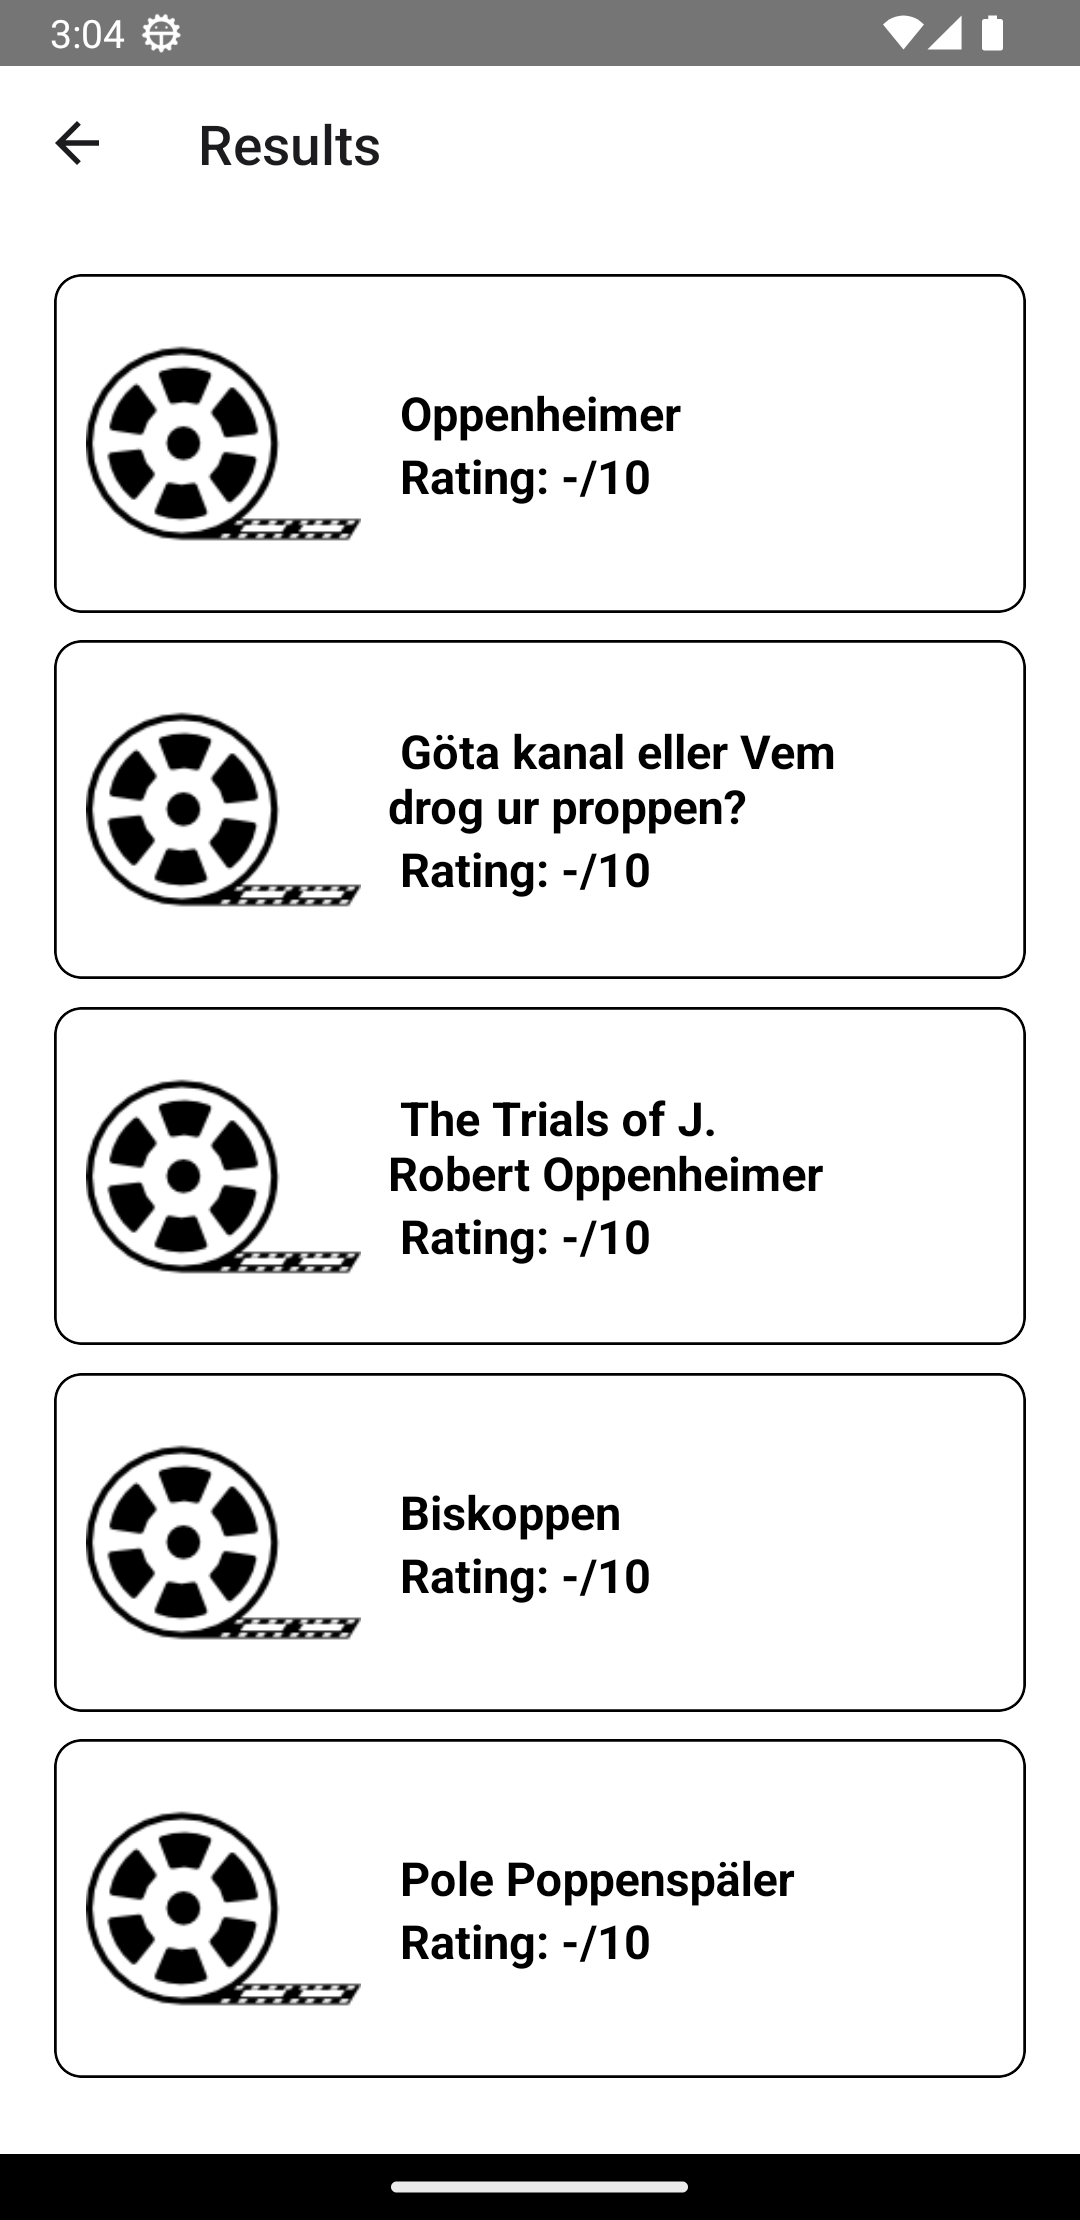 3:04
Results
Oppenheimer
Rating: -/10
Göta kanal eller Vem
drog ur proppen?
Rating: -/10
The Trials of J.
Robert Oppenheimer
Rating: -/10
Biskoppen
Rating: -/10
Pole Poppenspäler
Rating: -/10